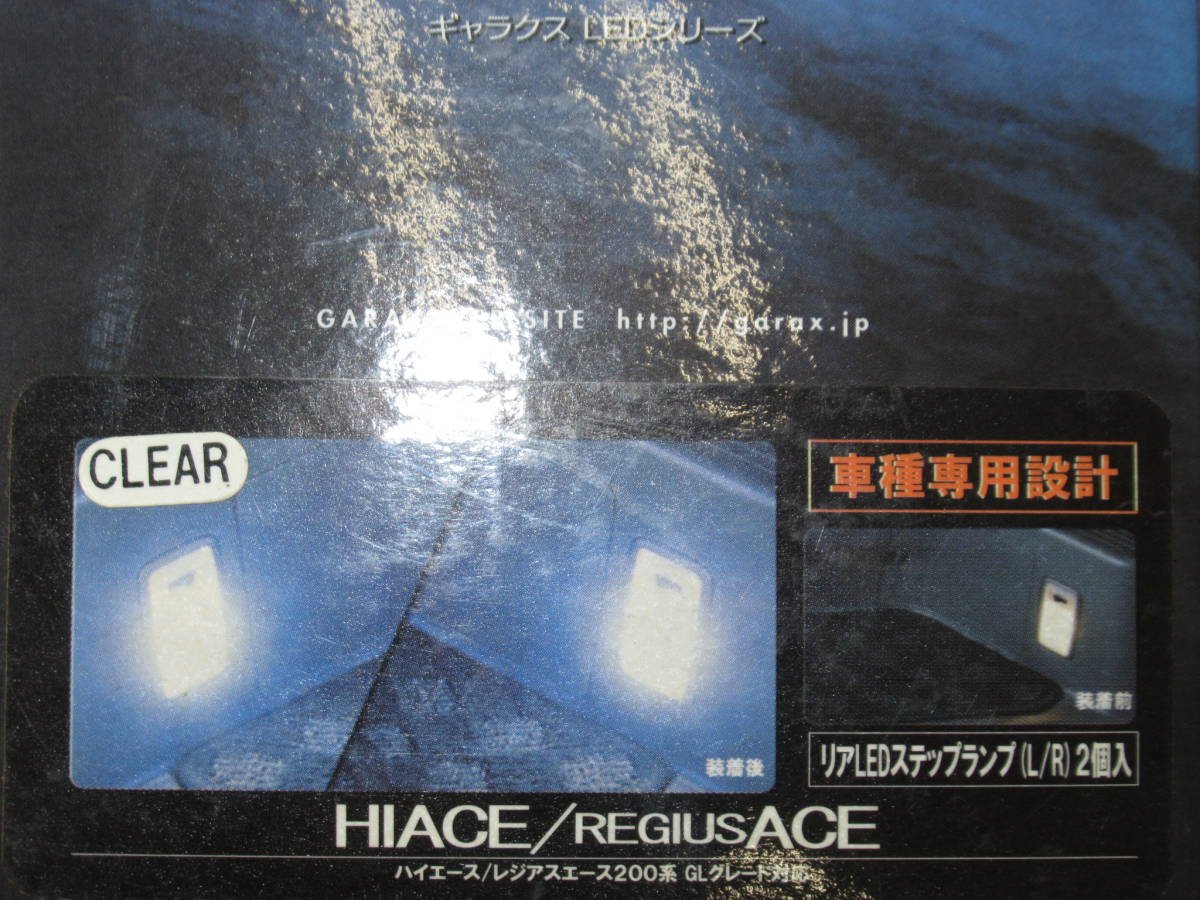 ギャラクス LEDシリーズ
SITE http://garax.jp
CLEAR
車種専用設計
装着前
装着後
リアLEDステップランプ(L/R)2個入
HIACE/REGIUSACE
ハイエース/レジアスエース200系 GLグレード対応